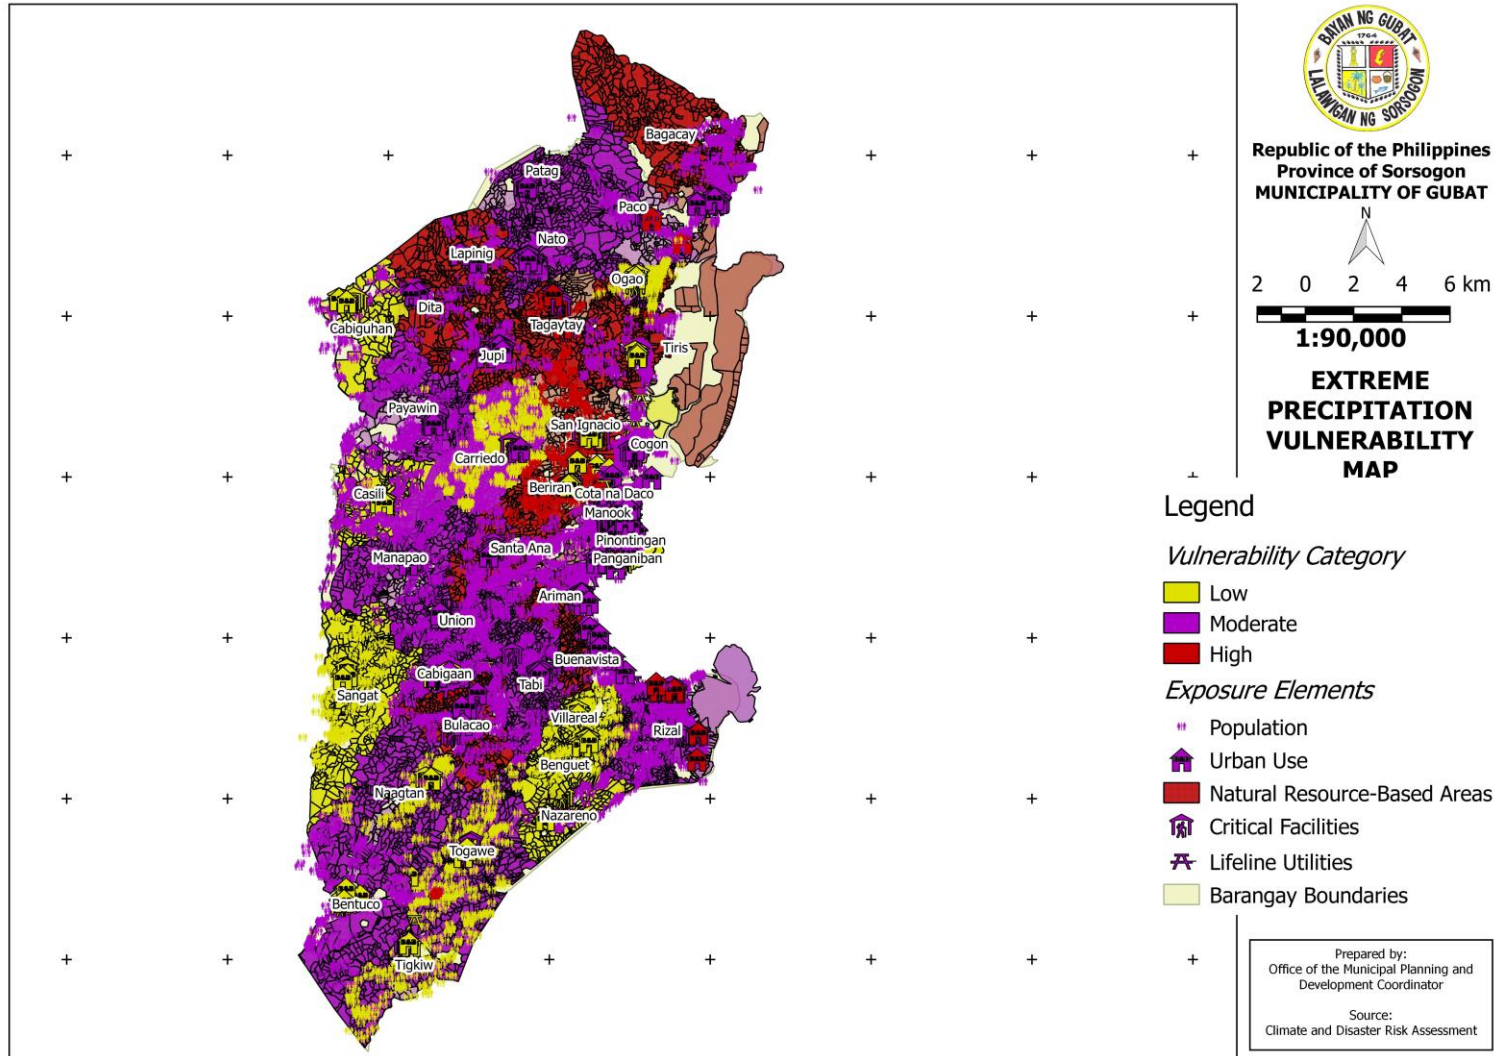 BAYAN NG GUBAT
1764
LALAWIGAN NG SORSOGON
Republic of the Philippines
Province of Sorsogon
MUNICIPALITY OF GUBAT
N
2 0 2 4 6 km
1:90,000
EXTREME
PRECIPITATION
VULNERABILITY
MAP
Legend
Vulnerability Category
Low
Moderate
High
Exposure Elements
Population
Urban Use
Natural Resource-Based Areas
Critical Facilities
Lifeline Utilities
Barangay Boundaries
Prepared by:
Office of the Municipal Planning and
Development Coordinator
Source:
Climate and Disaster Risk Assessment
Bagacay
Patag
Paco
Nato
Lapinig
Ogao
Dita
Cabiguhan
Tagaytay
Tiris
Jupi
Payawin
San Ignacio
Cogon
Carriedo
Beriran
Cota na Daco
Casili
Manook
Pinontingan
Santa Ana
Panganiban
Manapao
Ariman
Union
Buenavista
Cabigaan
Tabi
Sangat
Villareal
Bulacao
Rizal
Benguet
Naagtan
Nazareno
Togawe
Bentuco
Tigkiw